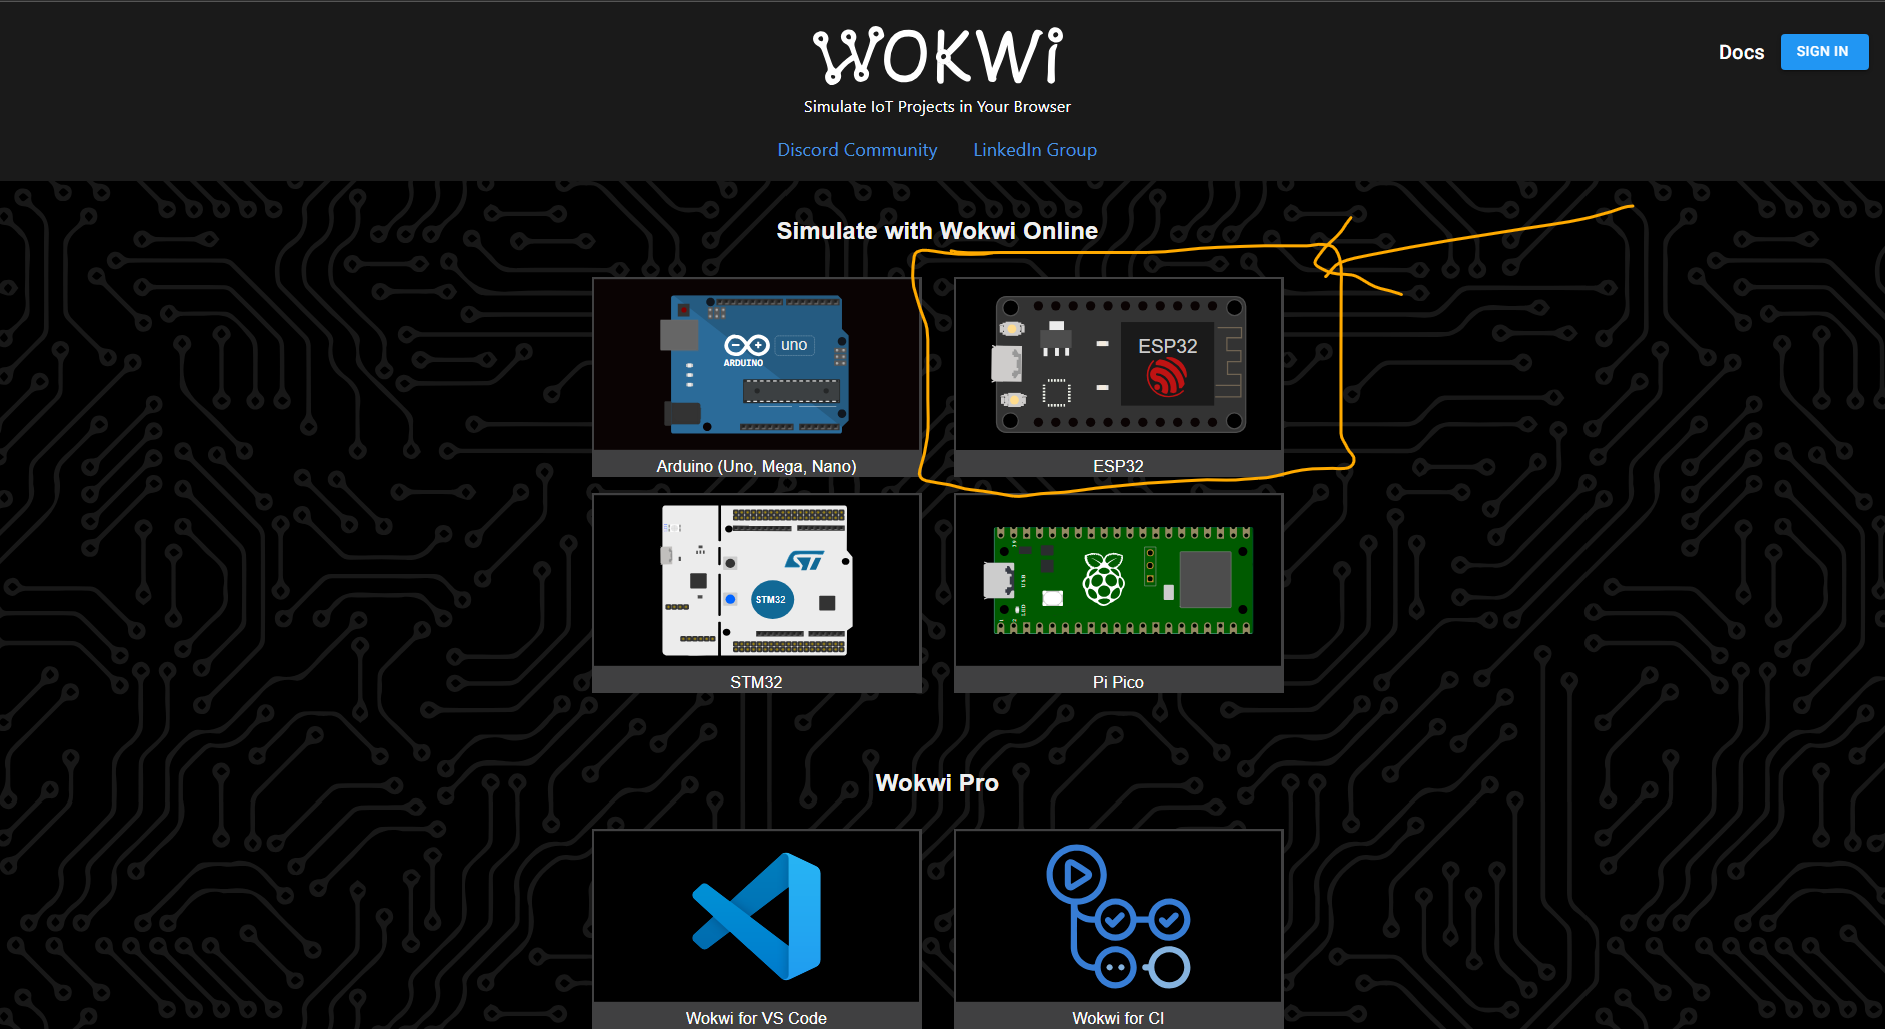 WOKWi
Docs
SIGN IN
Simulate IoT Projects in Your Browser
Discord Community
LinkedIn Group
Simulate with Wokwi Online
uno
ARDUINO
Arduino (Uno, Mega, Nano)
ESP32
ESP32
STM32
STM32
USB
LED
Pi Pico
Wokwi Pro
Wokwi for VS Code
Wokwi for CI